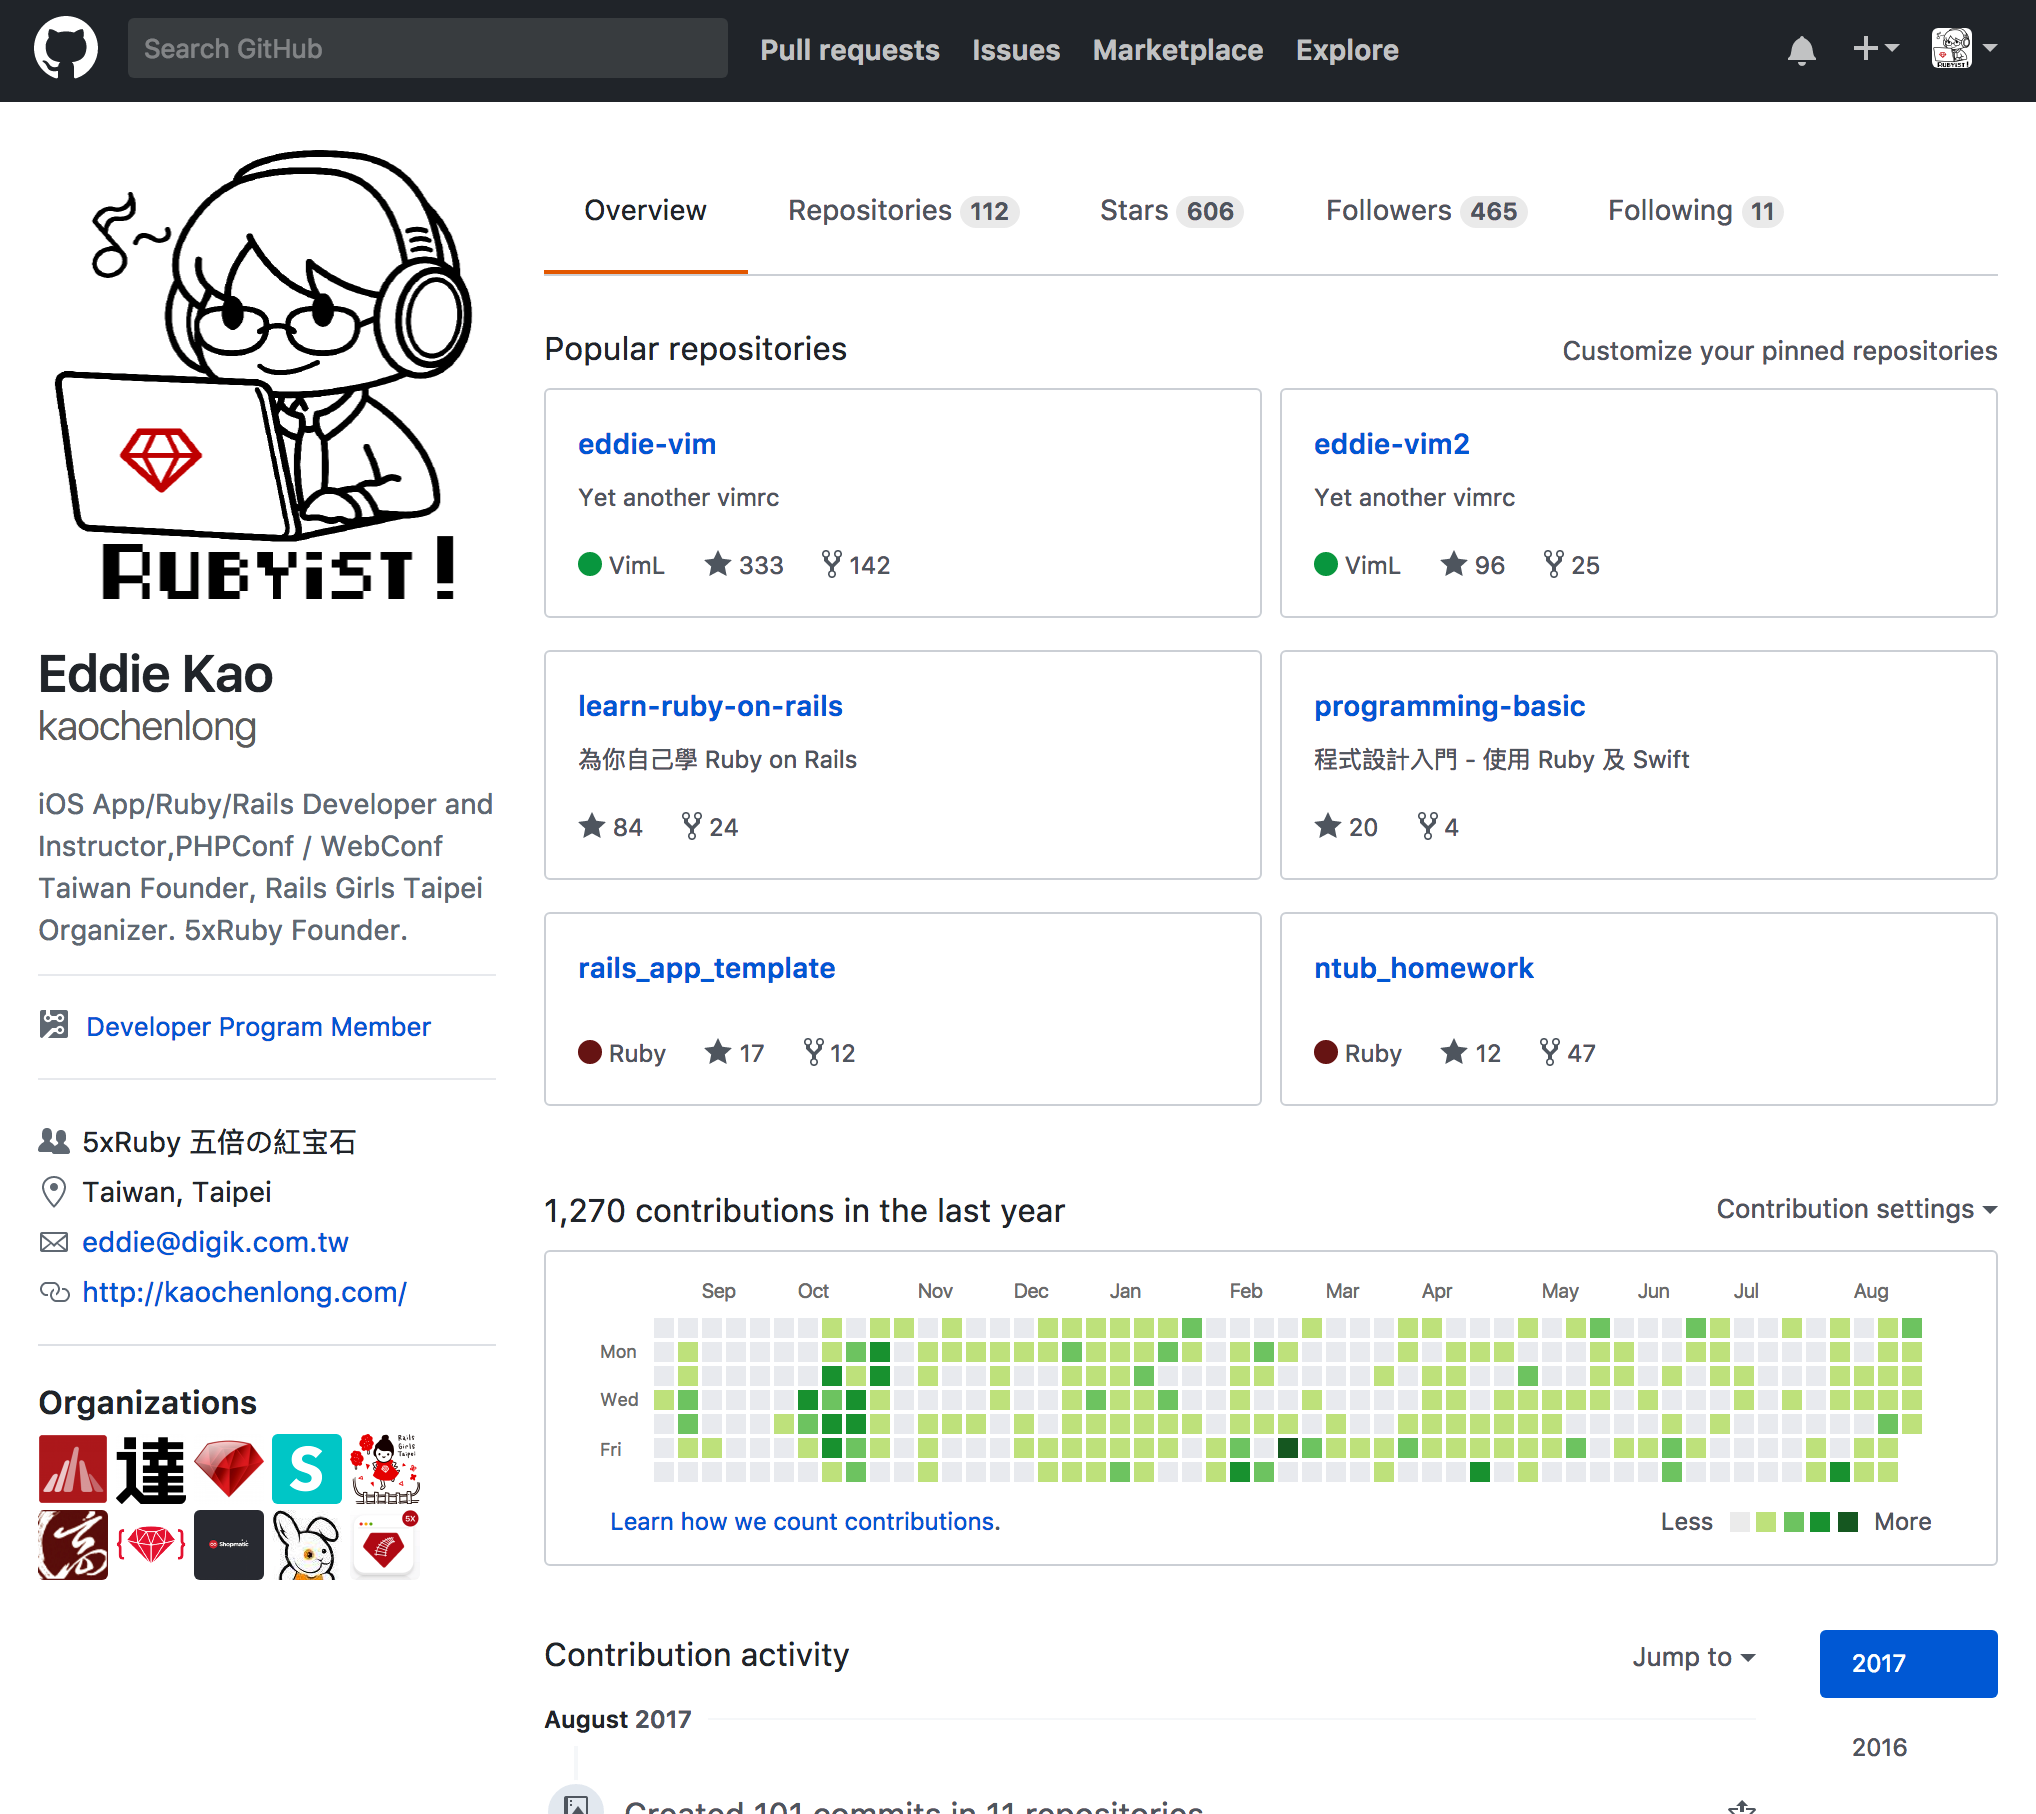 Search GitHub
Pull requests Issues Marketplace Explore
RUBYiST!
Overview Repositories 112 Stars 606 Followers 465 Following 11
RUBYiST!
Eddie Kao
kaochenlong
iOS App/Ruby/Rails Developer and
Instructor,PHPConf / WebConf
Taiwan Founder, Rails Girls Taipei
Organizer. 5xRuby Founder.
Developer Program Member
5xRuby 五倍の紅宝石
Taiwan, Taipei
eddie@digik.com.tw
http://kaochenlong.com/
Organizations
達
S
Rails
Girls
Taipei
高
Shopmatic
5X
Popular repositories
Customize your pinned repositories
eddie-vim
Yet another vimrc
VimL 333 142
eddie-vim2
Yet another vimrc
VimL 96 25
learn-ruby-on-rails
為你自己學 Ruby on Rails
84 24
programming-basic
程式設計入門 - 使用 Ruby 及 Swift
20 4
rails_app_template
Ruby 17 12
ntub_homework
Ruby 12 47
1,270 contributions in the last year
Contribution settings
Sep Oct Nov Dec Jan Feb Mar Apr May Jun Jul Aug
Mon
Wed
Fri
Learn how we count contributions.
Less More
Contribution activity
Jump to
2017
August 2017
2016
Created 101 commits in 11 repositories